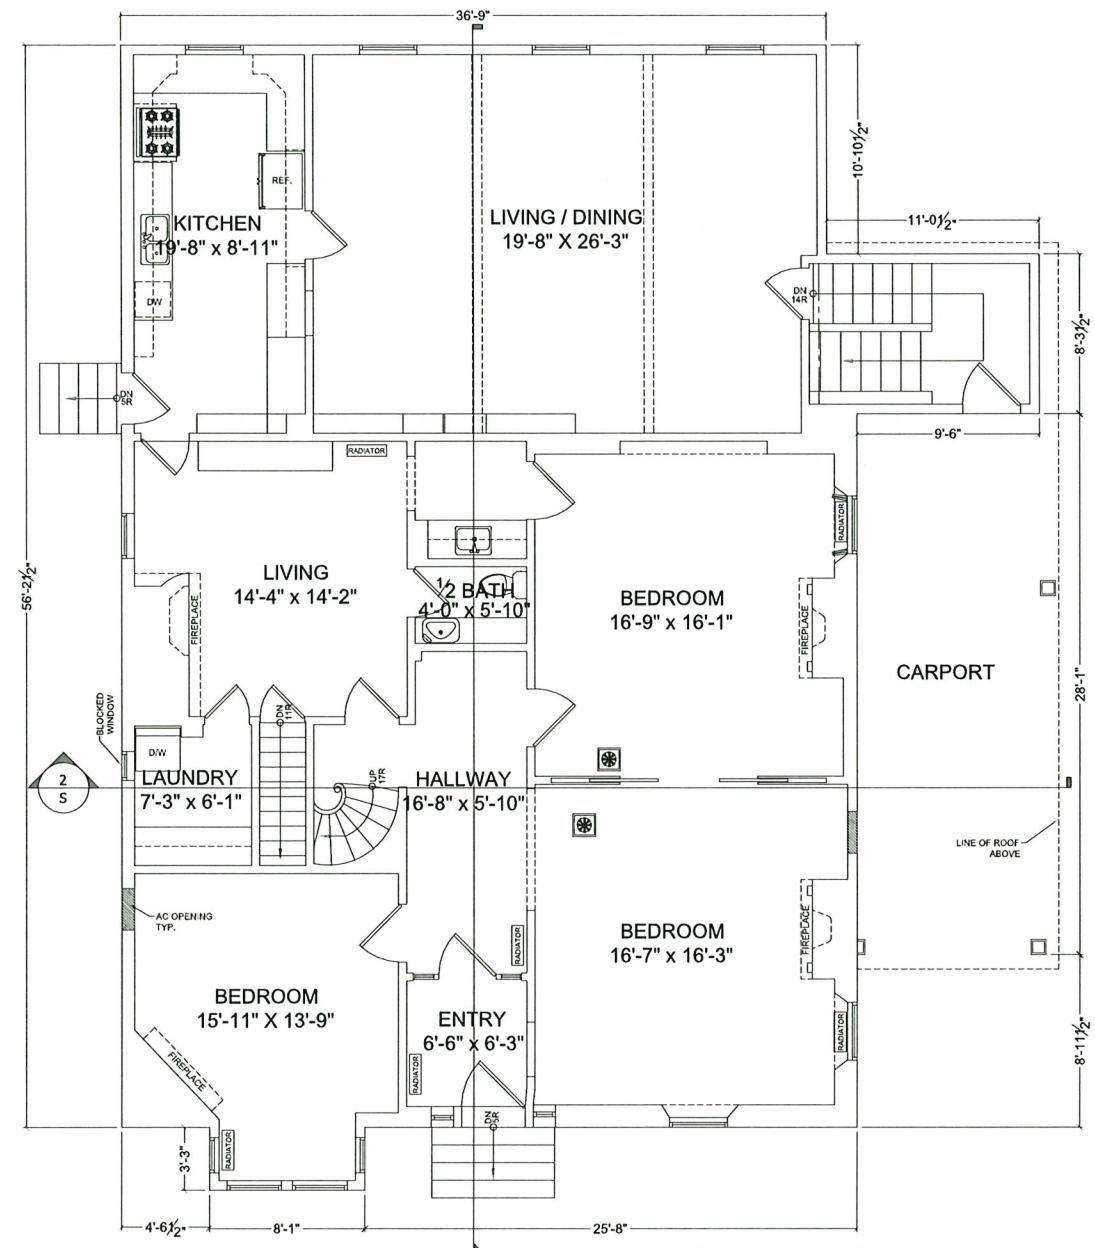 36'-9"
10'-10½"
REF.
KITCHEN
19'-8" x 8'-11"
LIVING / DINING
19'-8" X 26'-3"
11'-0½"
DW
DN
14R
8'-3½"
DN
5R
9'-6"
RADIATOR
RADIATOR
56'-2½"
LIVING
14'-4" x 14'-2"
FIREPLACE
½ BATH
4'-0" x 5'-10"
BEDROOM
16'-9" x 16'-1"
FIREPLACE
CARPORT
28'-1"
BLOCKED
WINDOW
DN
11R
D/W
LAUNDRY
7'-3" x 6'-1"
UP
17R
HALLWAY
16'-8" x 5'-10"
2
S
LINE OF ROOF
ABOVE
AC OPENING
TYP.
RADIATOR
BEDROOM
16'-7" x 16'-3"
FIREPLACE
BEDROOM
15'-11" X 13'-9"
FIREPLACE
ENTRY
6'-6" x 6'-3"
RADIATOR
RADIATOR
8'-11½"
DN
5R
RADIATOR
3'-3"
4'-6½"
8'-1"
25'-8"